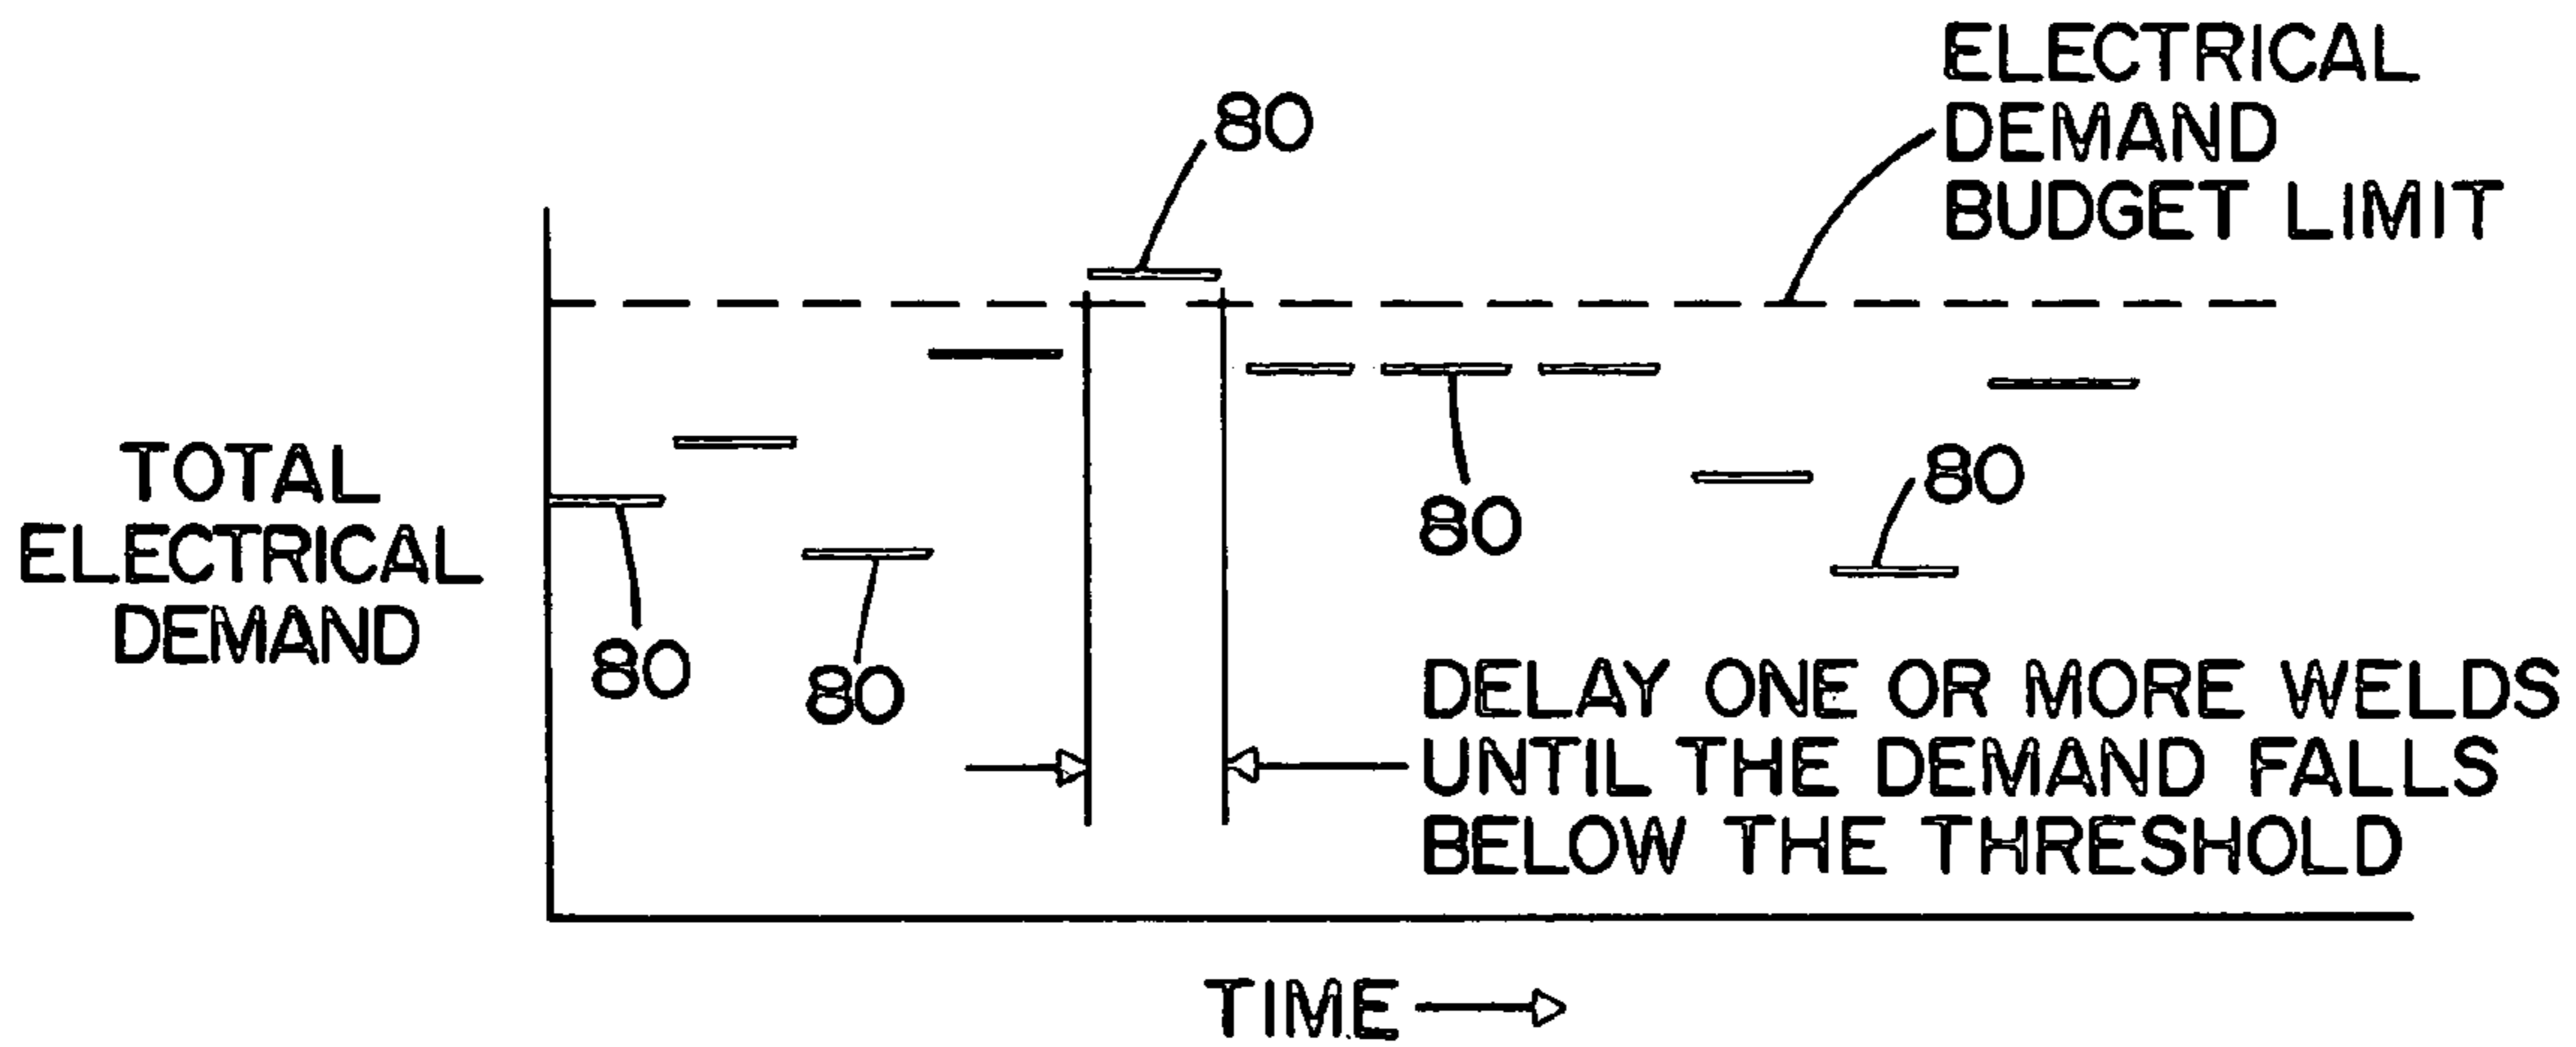 ELECTRICAL
DEMAND
BUDGET LIMIT
80
TOTAL
ELECTRICAL
DEMAND
80
80
80
80
DELAY ONE OR MORE WELDS
UNTIL THE DEMAND FALLS
BELOW THE THRESHOLD
TIME